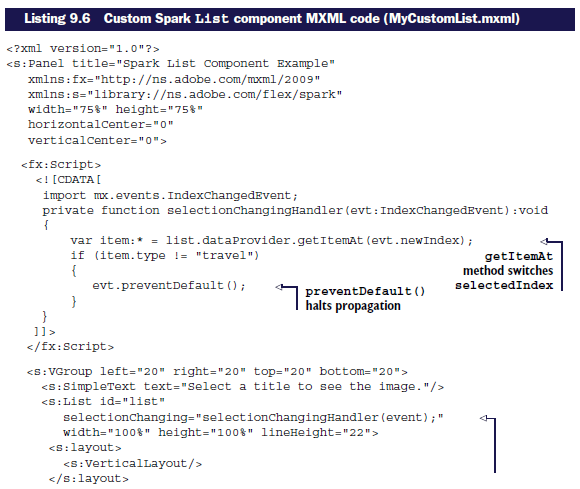 Listing 9.6 Custom Spark List component MXML code (MyCustomList.mxml)
<?xml version="1.0"?>
<s:Panel title="Spark List Component Example"
xmlns:fx="http://ns.adobe.com/mxml/2009"
xmlns:s="library://ns.adobe.com/flex/spark"
width="75%" height="75%"
horizontalCenter="0"
verticalCenter="0">
<fx:Script>
<![CDATA[
import mx.events.IndexChangedEvent;
private function selectionChangingHandler(evt:IndexChangedEvent):void
{
var item:* = list.dataProvider.getItemAt(evt.newIndex);
if (item.type != "travel")
{
evt.preventDefault();
}
}
]]>
</fx:Script>
getItemAt
method switches
selectedIndex
preventDefault()
halts propagation
<s:VGroup left="20" right="20" top="20" bottom="20">
<s:SimpleText text="Select a title to see the image."/>
<s:List id="list"
selectionChanging="selectionChangingHandler(event);"
width="100%" height="100%" lineHeight="22">
<s:layout>
<s:VerticalLayout/>
</s:layout>